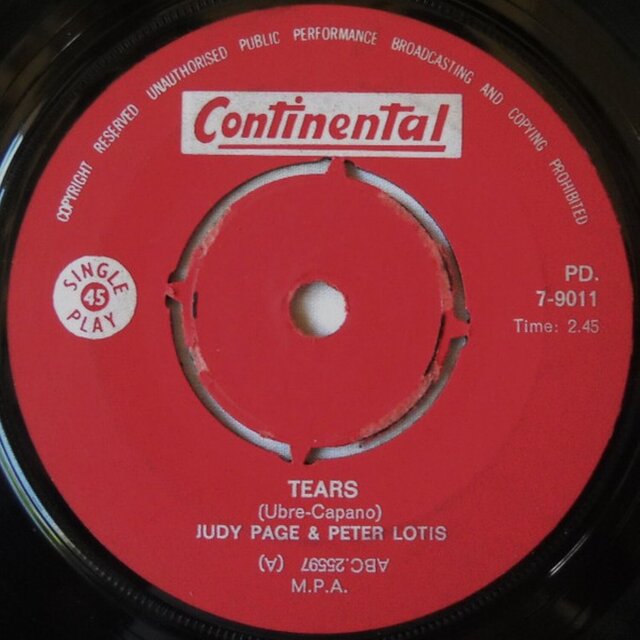 COPYRIGHT RESERVED UNAUTHORISED PUBLIC PERFORMANCE BROADCASTING AND COPYING PROHIBITED
Continental
SINGLE
45
PLAY
PD.
7-9011
Time: 2.45
TEARS
(Ubre-Capano)
JUDY PAGE & PETER LOTIS
ABC.25597 (A)
M.P.A.